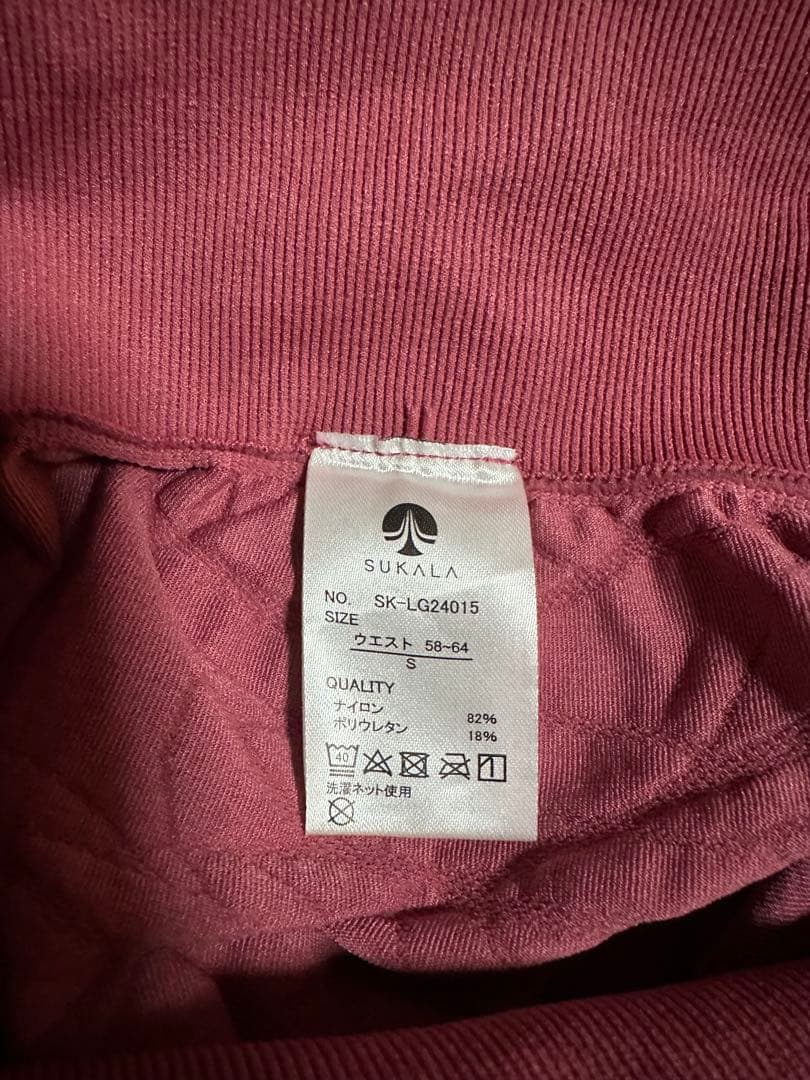 SUKALA
NO. SK-LG24015
SIZE
ウエスト 58~64
S
QUALITY
ナイロン 82%
ポリウレタン 18%
40
洗濯ネット使用